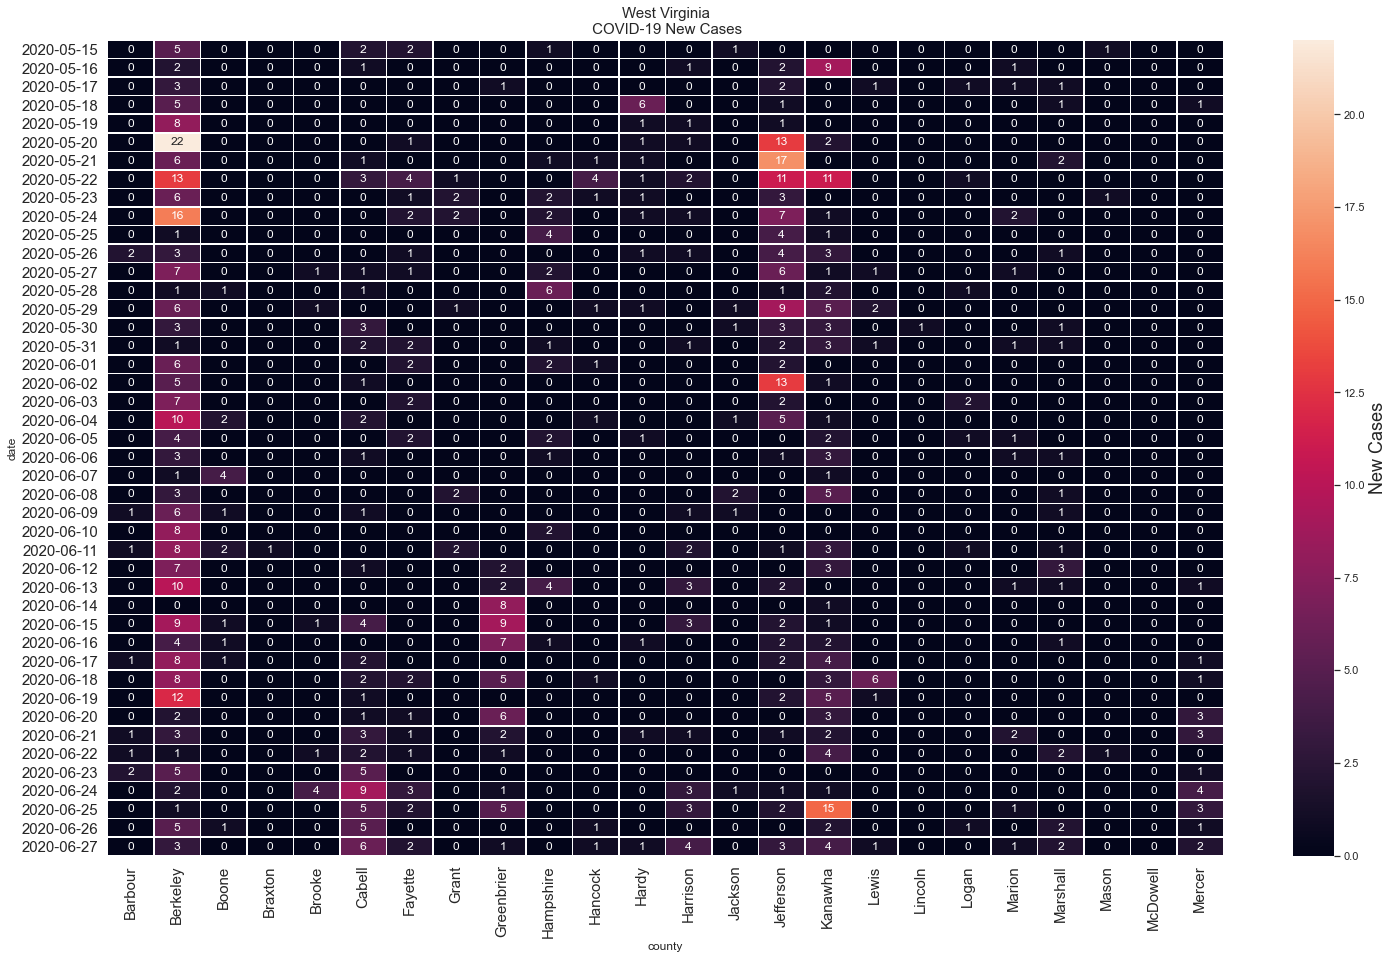 West Virginia
COVID-19 New Cases
2020-05-15 0 5 0 0 0 2 2 0 0 1 0 0 0 1 0 0 0 0 0 0 0 1 0 0
2020-05-16 0 2 0 0 0 1 0 0 0 0 0 0 1 0 2 9 0 0 0 1 0 0 0 0
2020-05-17 0 3 0 0 0 0 0 0 1 0 0 0 0 0 2 0 1 0 1 1 1 0 0 0
2020-05-18 0 5 0 0 0 0 0 0 0 0 0 6 0 0 1 0 0 0 0 0 1 0 0 1
2020-05-19 0 8 0 0 0 0 0 0 0 0 0 1 1 0 1 0 0 0 0 0 0 0 0 0
2020-05-20 0 22 0 0 0 0 1 0 0 0 0 1 1 0 13 2 0 0 0 0 0 0 0 0
2020-05-21 0 6 0 0 0 1 0 0 0 1 1 1 0 0 17 0 0 0 0 0 2 0 0 0
2020-05-22 0 13 0 0 0 3 4 1 0 0 4 1 2 0 11 11 0 0 1 0 0 0 0 0
2020-05-23 0 6 0 0 0 0 1 2 0 2 1 1 0 0 3 0 0 0 0 0 0 1 0 0
2020-05-24 0 16 0 0 0 0 2 2 0 2 0 1 1 0 7 1 0 0 0 2 0 0 0 0
2020-05-25 0 1 0 0 0 0 0 0 0 4 0 0 0 0 4 1 0 0 0 0 0 0 0 0
2020-05-26 2 3 0 0 0 0 1 0 0 0 0 1 1 0 4 3 0 0 0 0 1 0 0 0
2020-05-27 0 7 0 0 1 1 1 0 0 2 0 0 0 0 6 1 1 0 0 1 0 0 0 0
2020-05-28 0 1 1 0 0 1 0 0 0 6 0 0 0 0 1 2 0 0 1 0 0 0 0 0
2020-05-29 0 6 0 0 1 0 0 1 0 0 1 1 0 1 9 5 2 0 0 0 0 0 0 0
2020-05-30 0 3 0 0 0 3 0 0 0 0 0 0 0 1 3 3 0 1 0 0 1 0 0 0
2020-05-31 0 1 0 0 0 2 2 0 0 1 0 0 1 0 2 3 1 0 0 1 1 0 0 0
2020-06-01 0 6 0 0 0 0 2 0 0 2 1 0 0 0 2 0 0 0 0 0 0 0 0 0
2020-06-02 0 5 0 0 0 1 0 0 0 0 0 0 0 0 13 1 0 0 0 0 0 0 0 0
2020-06-03 0 7 0 0 0 0 2 0 0 0 0 0 0 0 2 0 0 0 2 0 0 0 0 0
2020-06-04 0 10 2 0 0 2 0 0 0 0 1 0 0 1 5 1 0 0 0 0 0 0 0 0
2020-06-05 0 4 0 0 0 0 2 0 0 2 0 1 0 0 0 2 0 0 1 1 0 0 0 0
2020-06-06 0 3 0 0 0 1 0 0 0 1 0 0 0 0 1 3 0 0 0 1 1 0 0 0
2020-06-07 0 1 4 0 0 0 0 0 0 0 0 0 0 0 0 1 0 0 0 0 0 0 0 0
2020-06-08 0 3 0 0 0 0 0 2 0 0 0 0 0 2 0 5 0 0 0 0 1 0 0 0
2020-06-09 1 6 1 0 0 1 0 0 0 0 0 0 1 1 0 0 0 0 0 0 1 0 0 0
2020-06-10 0 8 0 0 0 0 0 0 0 2 0 0 0 0 0 0 0 0 0 0 0 0 0 0
2020-06-11 1 8 2 1 0 0 0 2 0 0 0 0 2 0 1 3 0 0 1 0 1 0 0 0
2020-06-12 0 7 0 0 0 1 0 0 2 0 0 0 0 0 0 3 0 0 0 0 3 0 0 0
2020-06-13 0 10 0 0 0 0 0 0 2 4 0 0 3 0 2 0 0 0 0 1 1 0 0 1
2020-06-14 0 0 0 0 0 0 0 0 8 0 0 0 0 0 0 1 0 0 0 0 0 0 0 0
2020-06-15 0 9 1 0 1 4 0 0 9 0 0 0 3 0 2 1 0 0 0 0 0 0 0 0
2020-06-16 0 4 1 0 0 0 0 0 7 1 0 1 0 0 2 2 0 0 0 0 1 0 0 0
2020-06-17 1 8 1 0 0 2 0 0 0 0 0 0 0 0 2 4 0 0 0 0 0 0 0 1
2020-06-18 0 8 0 0 0 2 2 0 5 0 1 0 0 0 0 3 6 0 0 0 0 0 0 1
2020-06-19 0 12 0 0 0 1 0 0 0 0 0 0 0 0 2 5 1 0 0 0 0 0 0 0
2020-06-20 0 2 0 0 0 1 1 0 6 0 0 0 0 0 0 3 0 0 0 0 0 0 0 3
2020-06-21 1 3 0 0 0 3 1 0 2 0 0 1 1 0 1 2 0 0 0 2 0 0 0 3
2020-06-22 1 1 0 0 1 2 1 0 1 0 0 0 0 0 0 4 0 0 0 0 2 1 0 0
2020-06-23 2 5 0 0 0 5 0 0 0 0 0 0 0 0 0 0 0 0 0 0 0 0 0 1
2020-06-24 0 2 0 0 4 9 3 0 1 0 0 0 3 1 1 1 0 0 0 0 0 0 0 4
2020-06-25 0 1 0 0 0 5 2 0 5 0 0 0 3 0 2 15 0 0 0 1 0 0 0 3
2020-06-26 0 5 1 0 0 5 0 0 0 0 1 0 0 0 0 2 0 0 1 0 2 0 0 1
2020-06-27 0 3 0 0 0 6 2 0 1 0 1 1 4 0 3 4 1 0 0 1 2 0 0 2
date
Barbour Berkeley Boone Braxton Brooke Cabell Fayette Grant Greenbrier Hampshire Hancock Hardy Harrison Jackson Jefferson Kanawha Lewis Lincoln Logan Marion Marshall Mason McDowell Mercer
county
20.0
17.5
15.0
12.5
10.0
7.5
5.0
2.5
0.0
New Cases